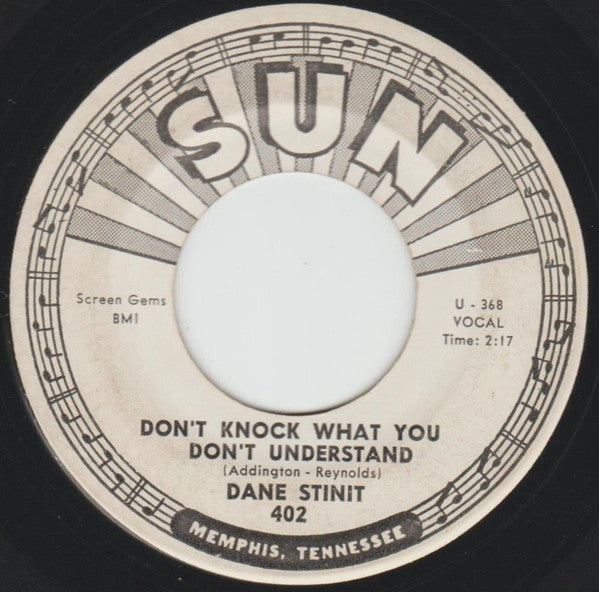 SUN
Screen Gems
BMI
U - 368
VOCAL
Time: 2:17
DON'T KNOCK WHAT YOU
DON'T UNDERSTAND
(Addington - Reynolds)
DANE STINIT
402
MEMPHIS, TENNESSEE